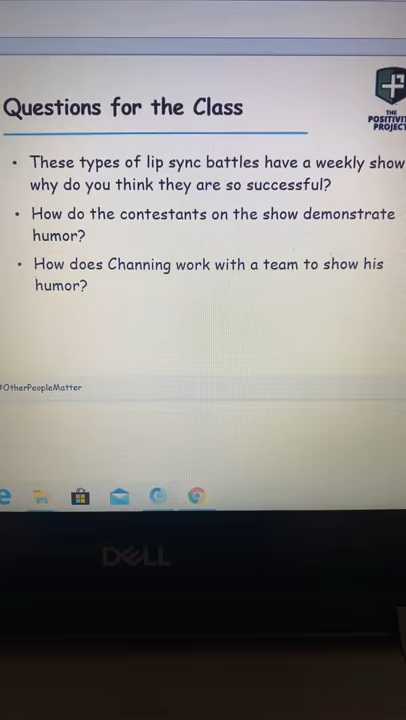 Questions for the Class
THE
POSITIVIT
PROJECT
• These types of lip sync battles have a weekly show
why do you think they are so successful?
• How do the contestants on the show demonstrate
humor?
• How does Channing work with a team to show his
humor?
#OtherPeopleMatter
DELL